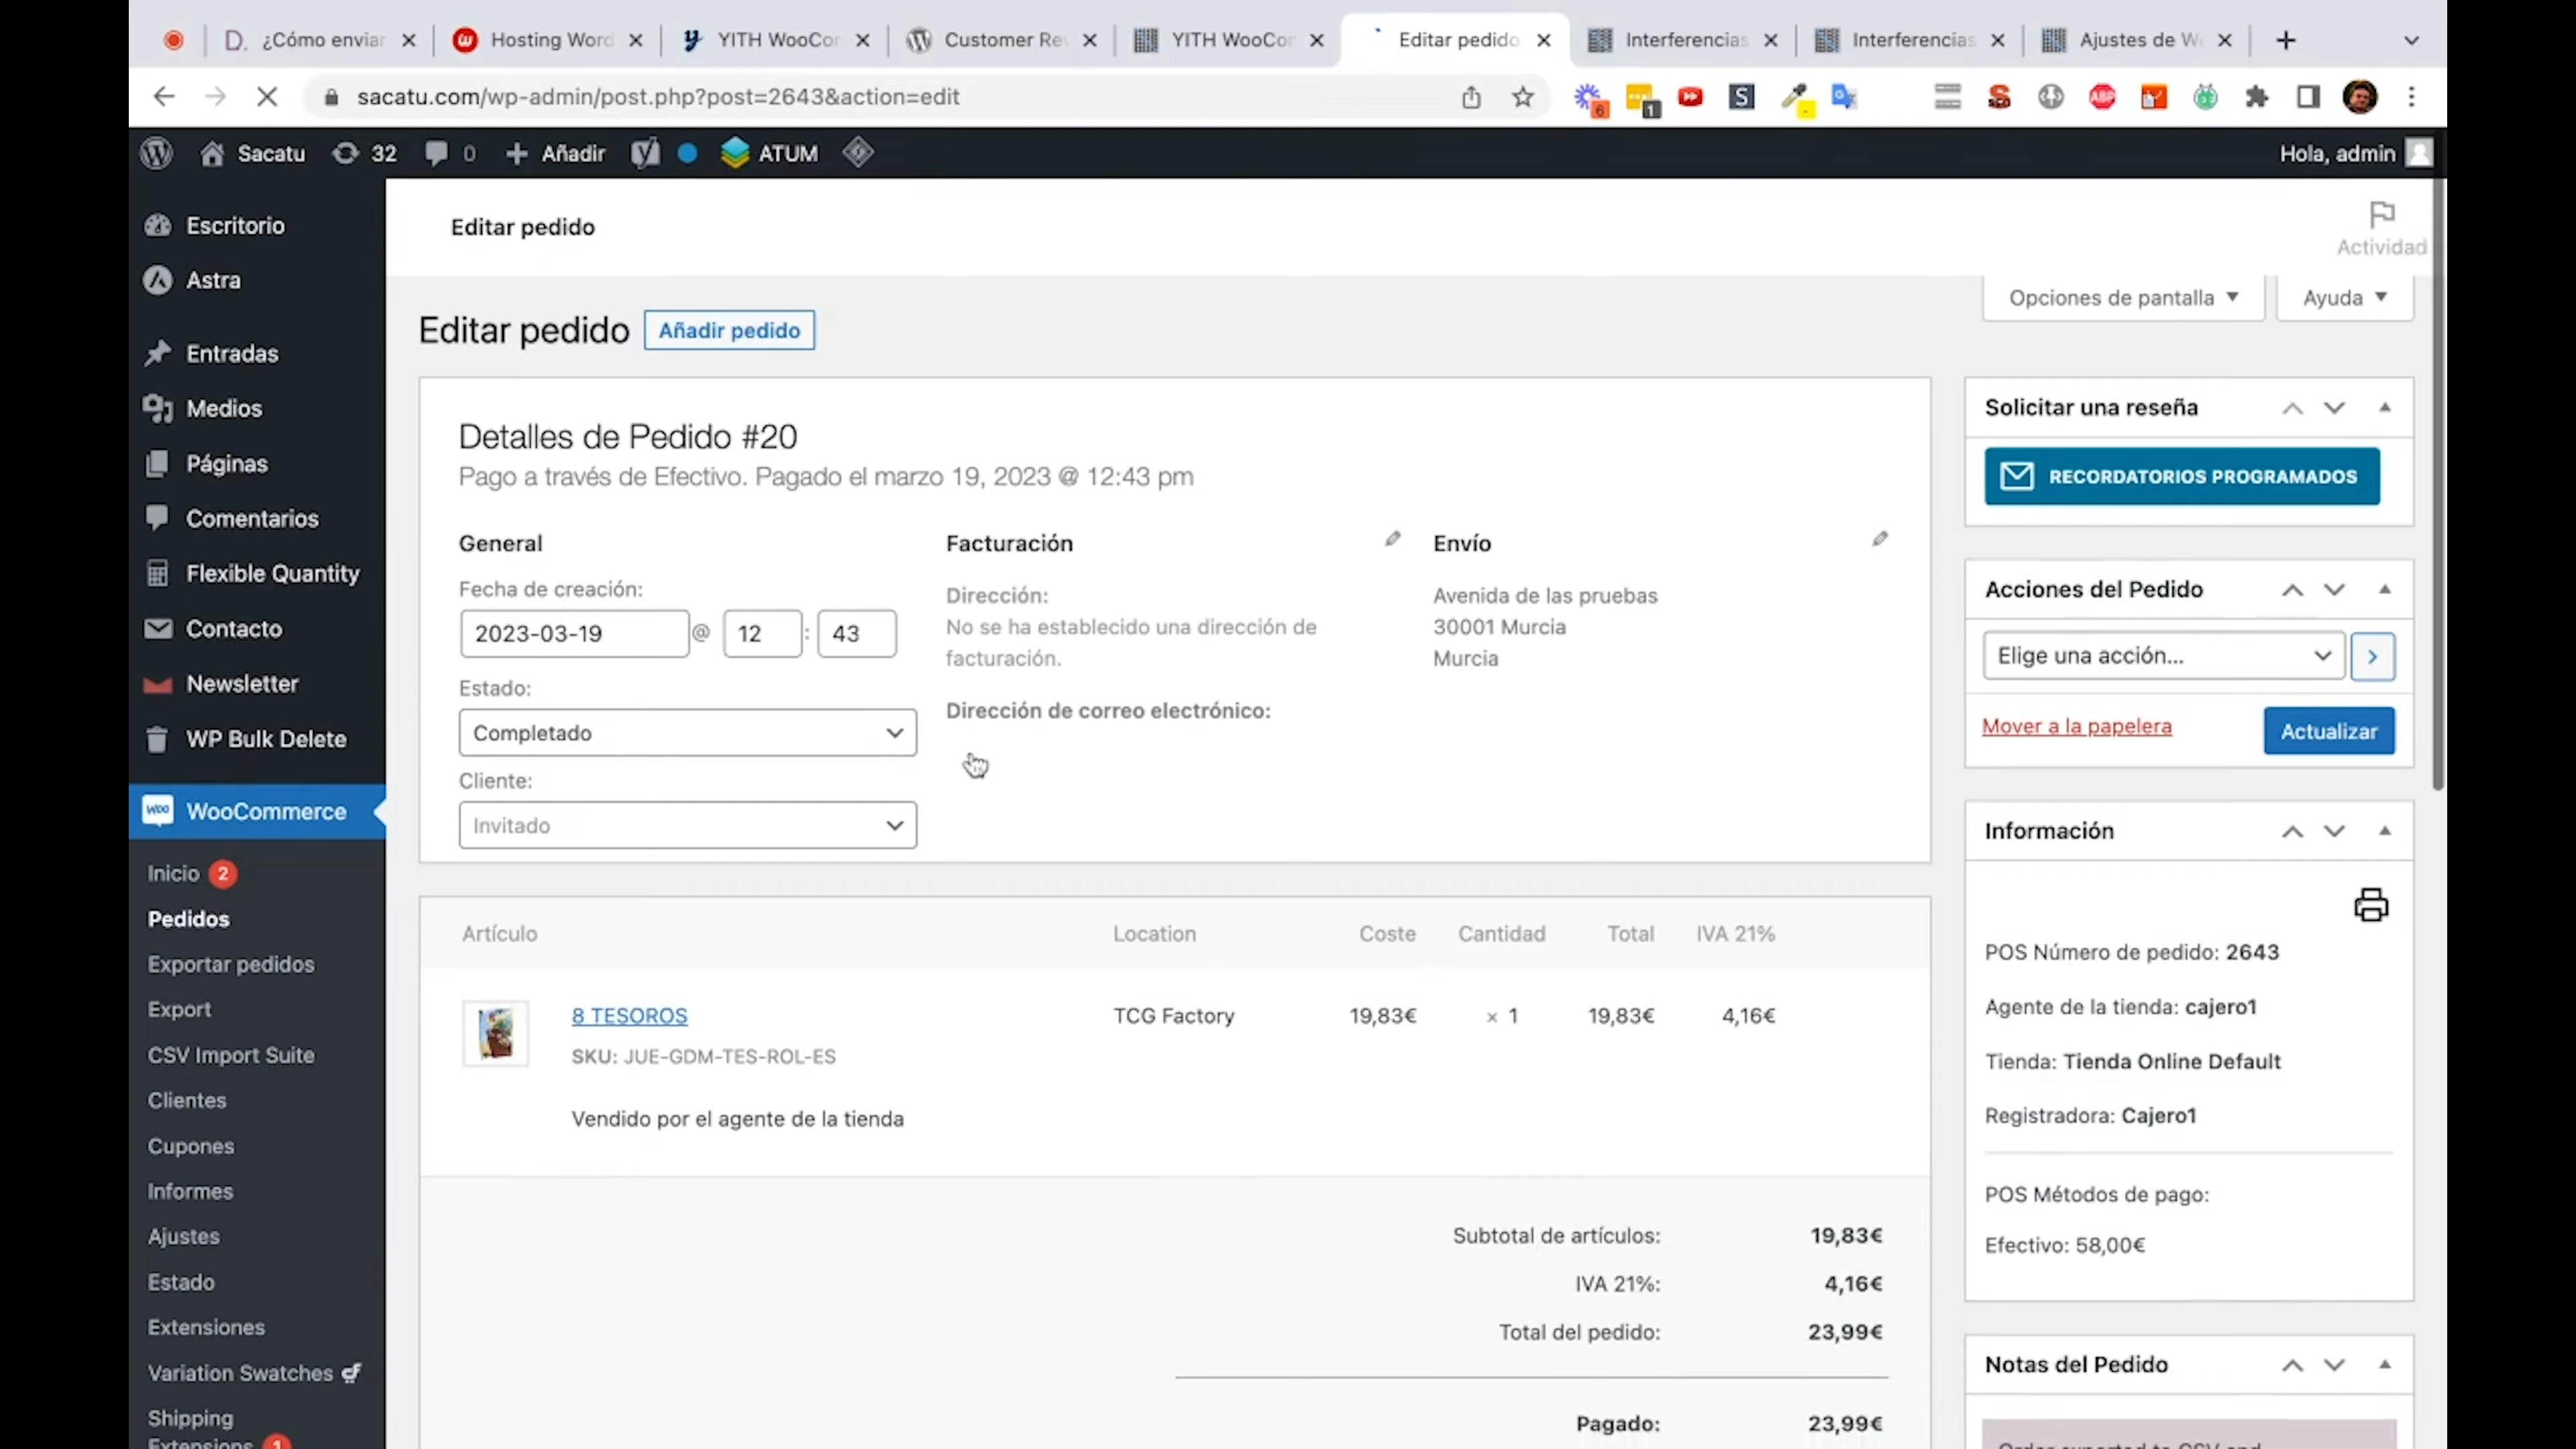 ¿Cómo enviar
Hosting Word
YITH WooCom
Customer Rev
YITH WooCom
Editar pedido
Interferencias
Interferencias
Ajustes de Wo
sacatu.com/wp-admin/post.php?post=2643&action=edit
Sacatu
32
0
Añadir
ATUM
Hola, admin
Escritorio
Astra
Entradas
Medios
Páginas
Comentarios
Flexible Quantity
Contacto
Newsletter
WP Bulk Delete
WooCommerce
Inicio 2
Pedidos
Exportar pedidos
Export
CSV Import Suite
Clientes
Cupones
Informes
Ajustes
Estado
Extensiones
Variation Swatches
Shipping
Extensions 1
Editar pedido
Actividad
Opciones de pantalla
Ayuda
Editar pedido
Añadir pedido
Detalles de Pedido #20
Pago a través de Efectivo. Pagado el marzo 19, 2023 @ 12:43 pm
General
Fecha de creación:
2023-03-19 @ 12 : 43
Estado:
Completado
Cliente:
Invitado
Facturación
Dirección:
No se ha establecido una dirección de
facturación.
Dirección de correo electrónico:
Envío
Avenida de las pruebas
30001 Murcia
Murcia
Artículo Location Coste Cantidad Total IVA 21%
8 TESOROS TCG Factory 19,83€ × 1 19,83€ 4,16€
SKU: JUE-GDM-TES-ROL-ES
Vendido por el agente de la tienda
Subtotal de artículos: 19,83€
IVA 21%: 4,16€
Total del pedido: 23,99€
Pagado: 23,99€
Solicitar una reseña
RECORDATORIOS PROGRAMADOS
Acciones del Pedido
Elige una acción...
Mover a la papelera
Actualizar
Información
POS Número de pedido: 2643
Agente de la tienda: cajero1
Tienda: Tienda Online Default
Registradora: Cajero1
POS Métodos de pago:
Efectivo: 58,00€
Notas del Pedido
Order exported to CSV and